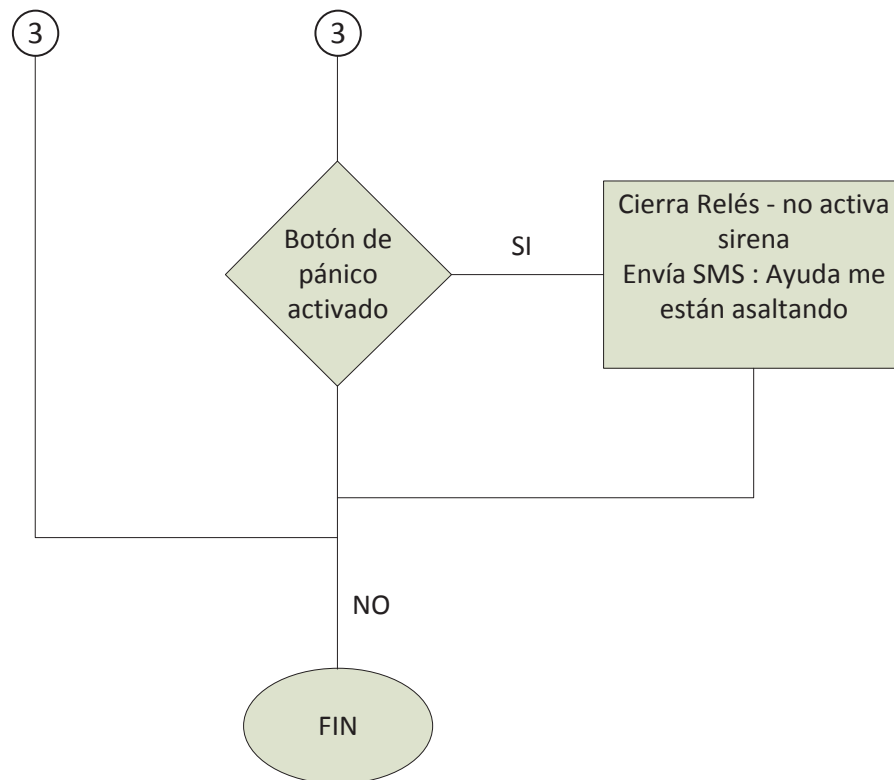 3
3
Botón de
pánico
activado
SI
Cierra Relés - no activa
sirena
Envía SMS : Ayuda me
están asaltando
NO
FIN